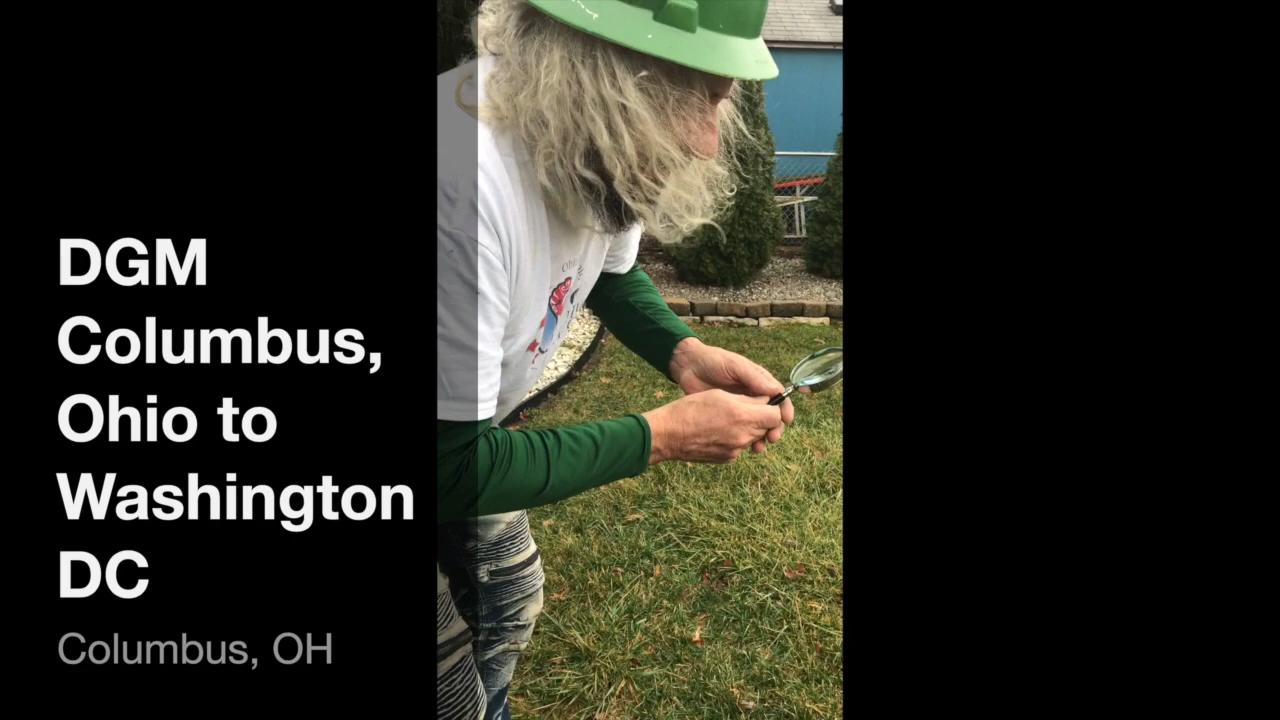 DGM
Columbus,
Ohio to
Washington
DC
Columbus, OH